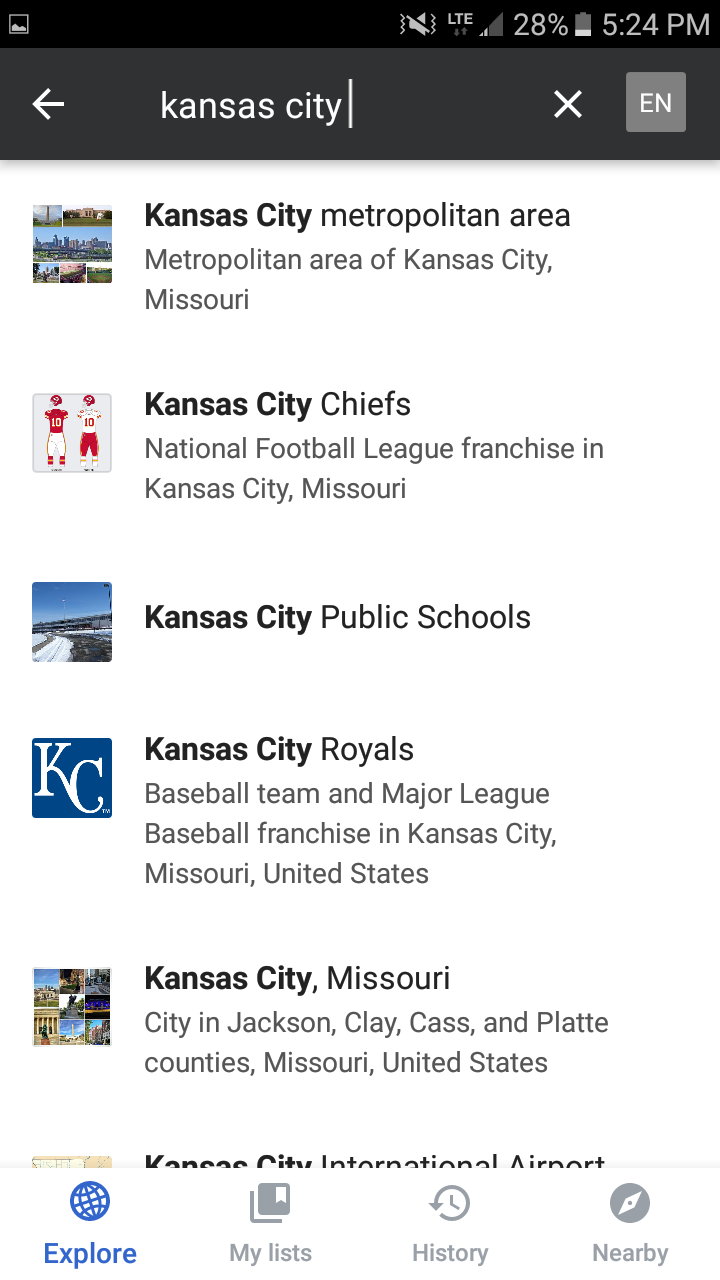 LTE 28% 5:24 PM
kansas city EN
Kansas City metropolitan area
Metropolitan area of Kansas City,
Missouri
10 10
Kansas City Chiefs
National Football League franchise in
Kansas City, Missouri
Kansas City Public Schools
KC
TM
Kansas City Royals
Baseball team and Major League
Baseball franchise in Kansas City,
Missouri, United States
Kansas City, Missouri
City in Jackson, Clay, Cass, and Platte
counties, Missouri, United States
Kansas City International Airport
Explore My lists History Nearby